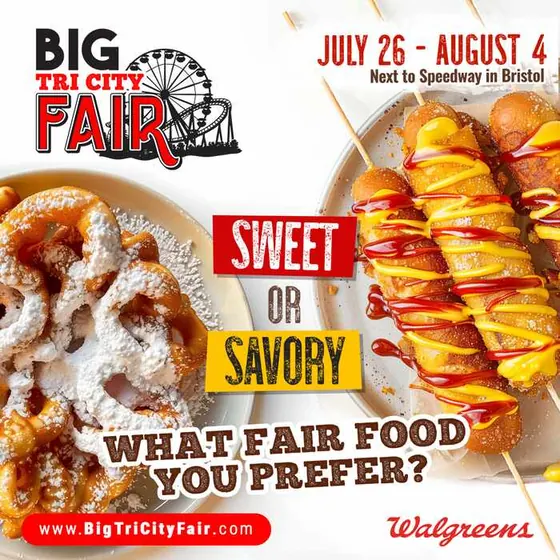 BIG
TRI CITY
FAIR
JULY 26 - AUGUST 4
Next to Speedway in Bristol
SWEET
OR
SAVORY
WHAT FAIR FOOD
YOU PREFER?
www.BigTriCityFair.com
Walgreens